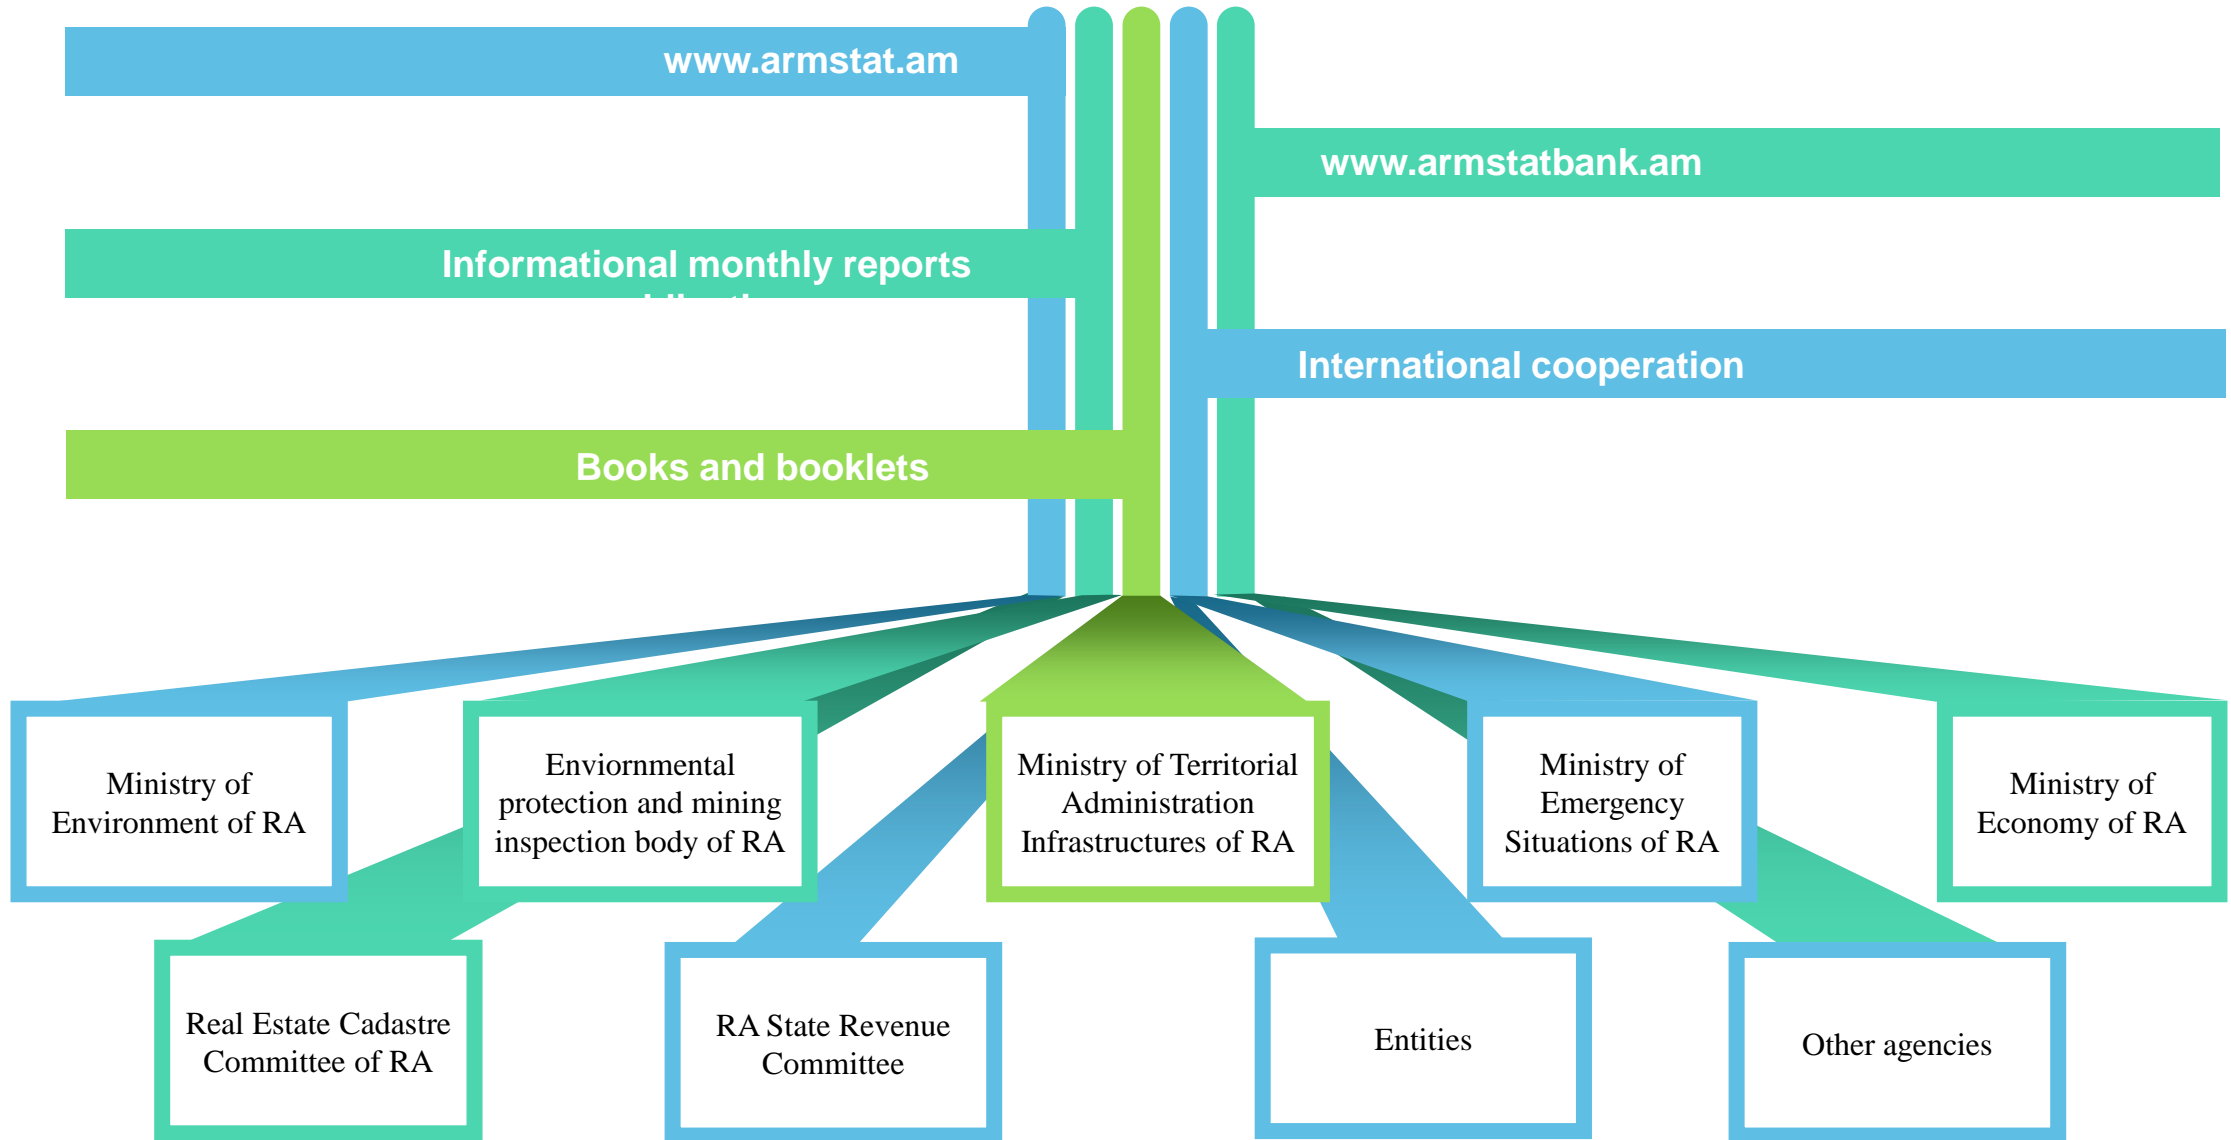 www.armstat.am
www.armstatbank.am
Informational monthly reports
International cooperation
Books and booklets
Ministry of
Environment of RA
Enviornmental
protection and mining
inspection body of RA
Ministry of Territorial
Administration
Infrastructures of RA
Ministry of
Emergency
Situations of RA
Ministry of
Economy of RA
Real Estate Cadastre
Committee of RA
RA State Revenue
Committee
Entities
Other agencies